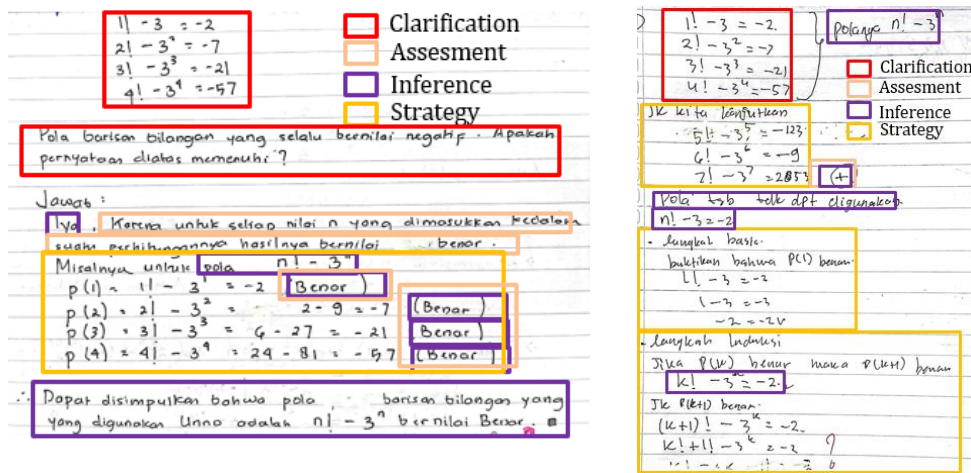 1! - 3 = -2
2! - 3² = -7
3! - 3³ = -21
4! - 3⁴ = -57
Clarification
Assesment
Inference
Strategy
Pola barisan bilangan yang selalu bernilai negatif. Apakah
pernyataan diatas memenuhi?
Jawab :
Iya, Karena untuk setiap nilai n yang dimasukkan kedalam
suatu perhitungannya hasilnya bernilai benar.
Misalnya untuk pola n! - 3ⁿ
p(1) = 1! - 3¹ = -2 (Benar)
p(2) = 2! - 3² = 2 - 9 = -7 (Benar)
p(3) = 3! - 3³ = 6 - 27 = -21 (Benar)
p(4) = 4! - 3⁴ = 24 - 81 = -57 (Benar)
∴ Dapat disimpulkan bahwa pola, barisan bilangan yang
yang digunakan Unno adalah n! - 3ⁿ bernilai Benar.
1! - 3 = -2
2! - 3² = -7
3! - 3³ = -21
4! - 3⁴ = -57
Polanya n! - 3ⁿ
Clarification
Assesment
Inference
Strategy
Jk kita lanjutkan
5! - 3⁵ = -123
6! - 3⁶ = -9
7! - 3⁷ = 2853 (+)
Pola tsb tdk dpt digunakan
n! - 3 = -2
- langkah basis.
buktikan bahwa P(1) benar
1! - 3 = -2
1 - 3 = -3
-2 = -2 √
- langkah Induksi
Jika P(k) benar maka P(k+1) benar
k! - 3ᵏ = -2
Jk P(k+1) benar
(k+1)! - 3ᵏ = -2
k! + 1! - 3ᵏ = -2 ?